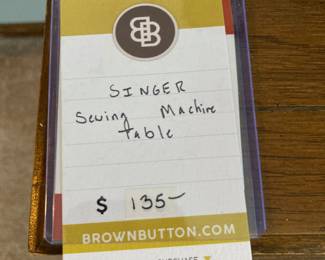 SINGER
Sewing Machine
table
$ 135-
BROWNBUTTON.COM